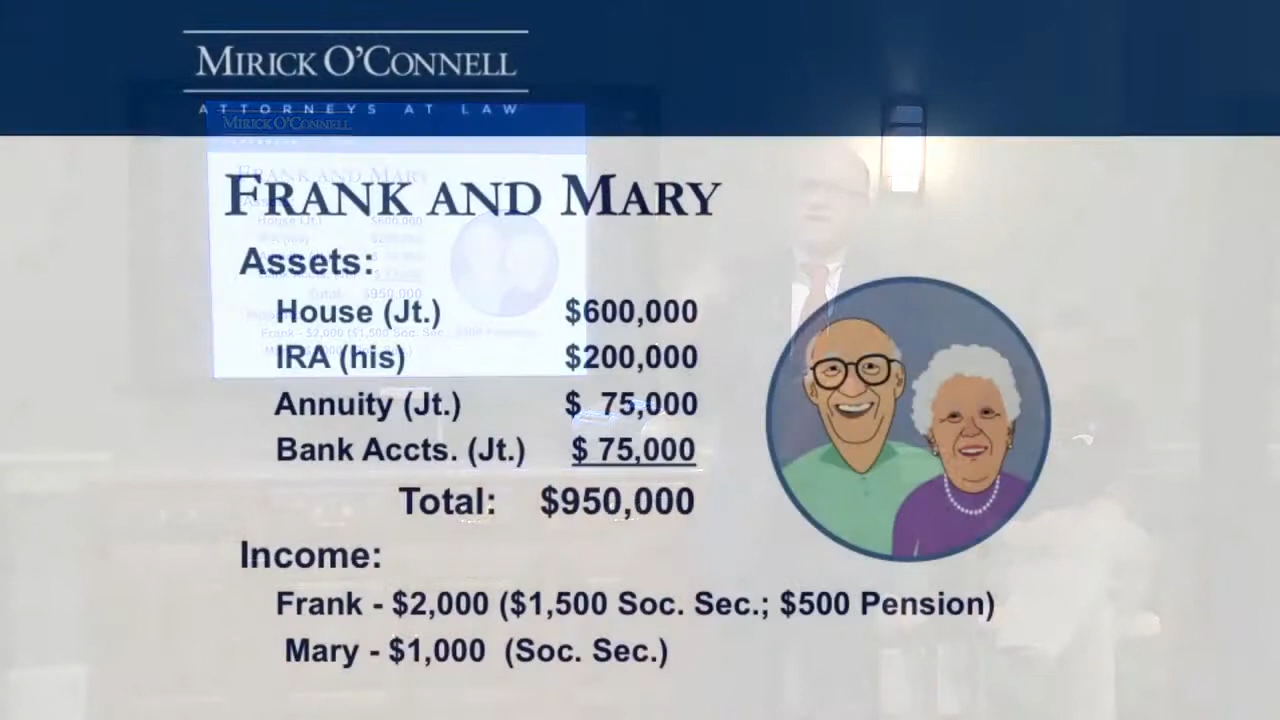 MIRICK O'CONNELL
ATTORNEYS AT LAW
MIRICK O'CONNELL
FRANK AND MARY
Assets:
House (Jt.) $600,000
IRA (his) $200,000
Annuity (Jt.) $ 75,000
Bank Accts. (Jt.) $ 75,000
Total: $950,000
Income:
Frank - $2,000 ($1,500 Soc. Sec.; $500 Pension)
Mary - $1,000 (Soc. Sec.)